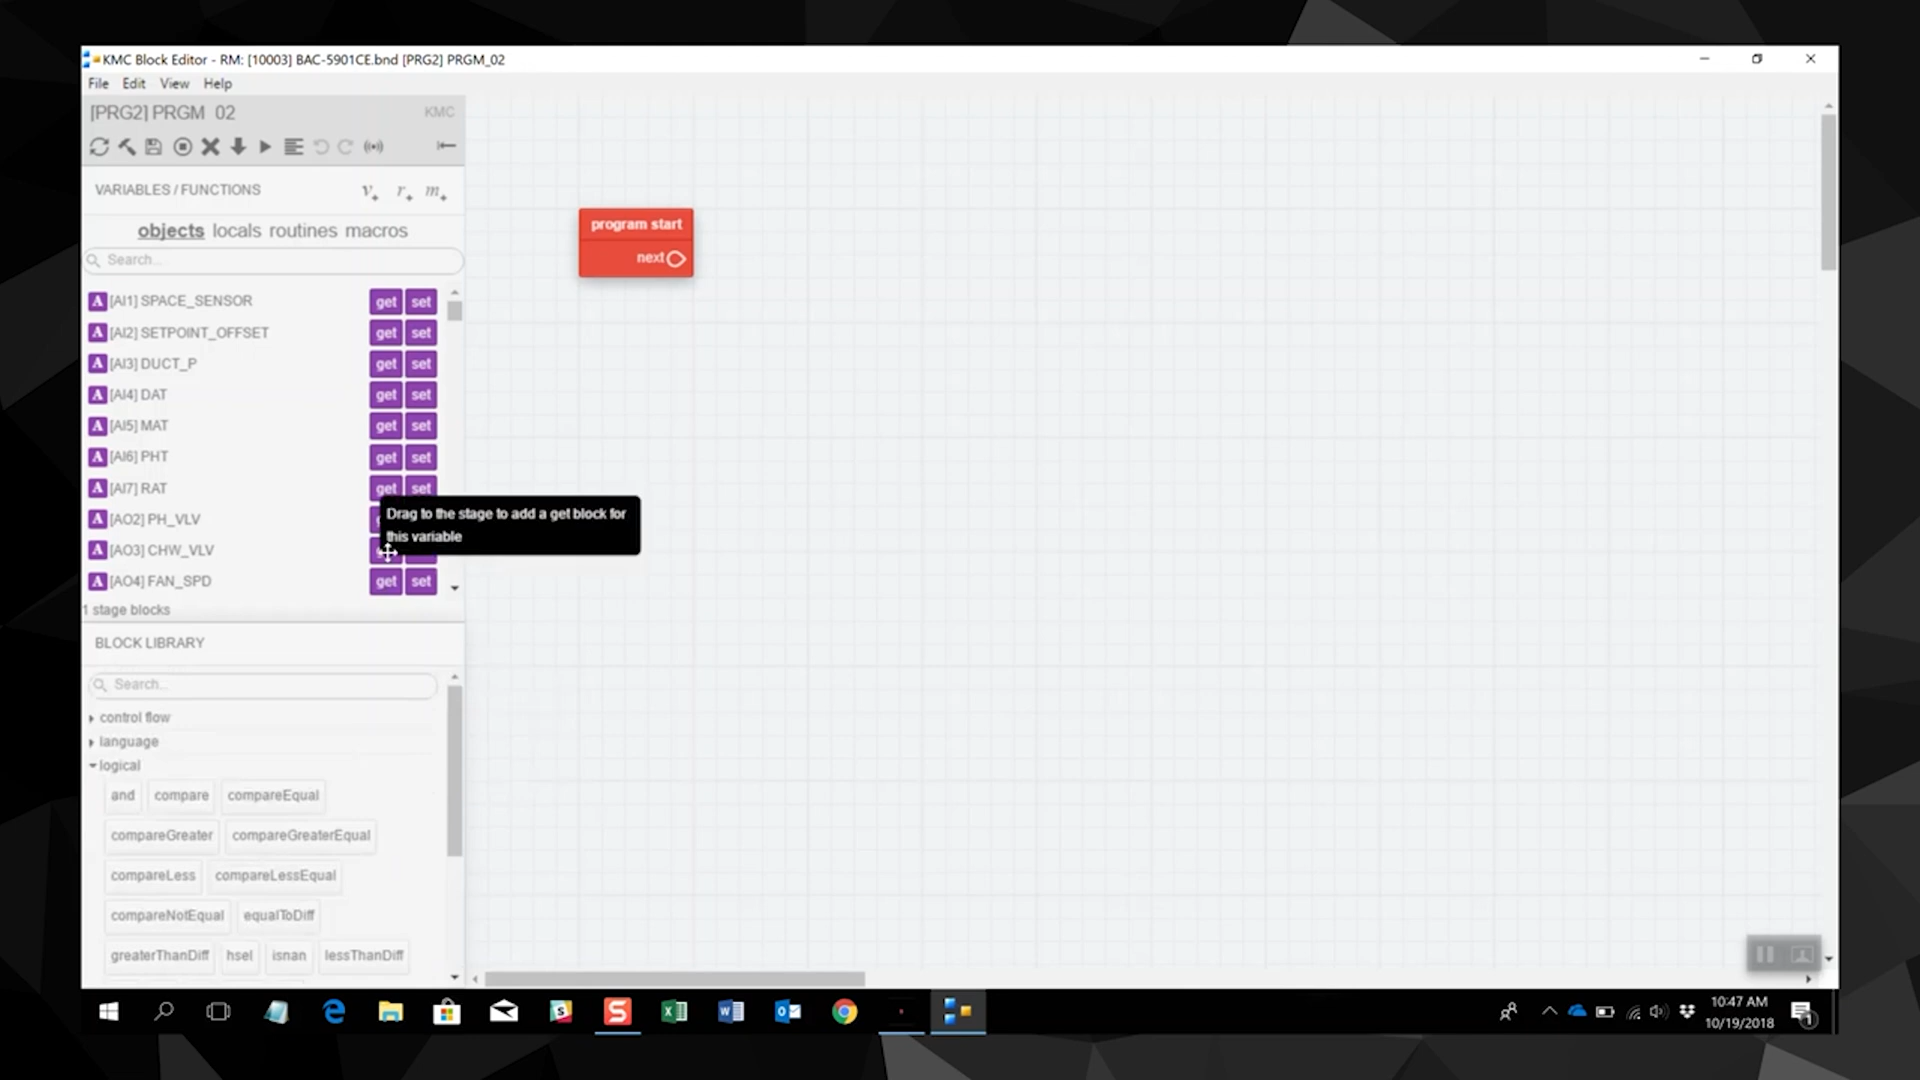 KMC Block Editor - RM: [10003] BAC-5901CE.bnd [PRG2] PRGM_02
File Edit View Help
[PRG2] PRGM_02 KMC
VARIABLES / FUNCTIONS v+ r+ m+
objects locals routines macros
Search...
A [AI1] SPACE_SENSOR get set
A [AI2] SETPOINT_OFFSET get set
A [AI3] DUCT_P get set
A [AI4] DAT get set
A [AI5] MAT get set
A [AI6] PHT get set
A [AI7] RAT get set
A [AO2] PH_VLV
A [AO3] CHW_VLV
A [AO4] FAN_SPD get set
Drag to the stage to add a get block for
this variable
1 stage blocks
BLOCK LIBRARY
Search...
control flow
language
logical
and compare compareEqual
compareGreater compareGreaterEqual
compareLess compareLessEqual
compareNotEqual equalToDiff
greaterThanDiff hsel isnan lessThanDiff
program start
next
10:47 AM
10/19/2018
1